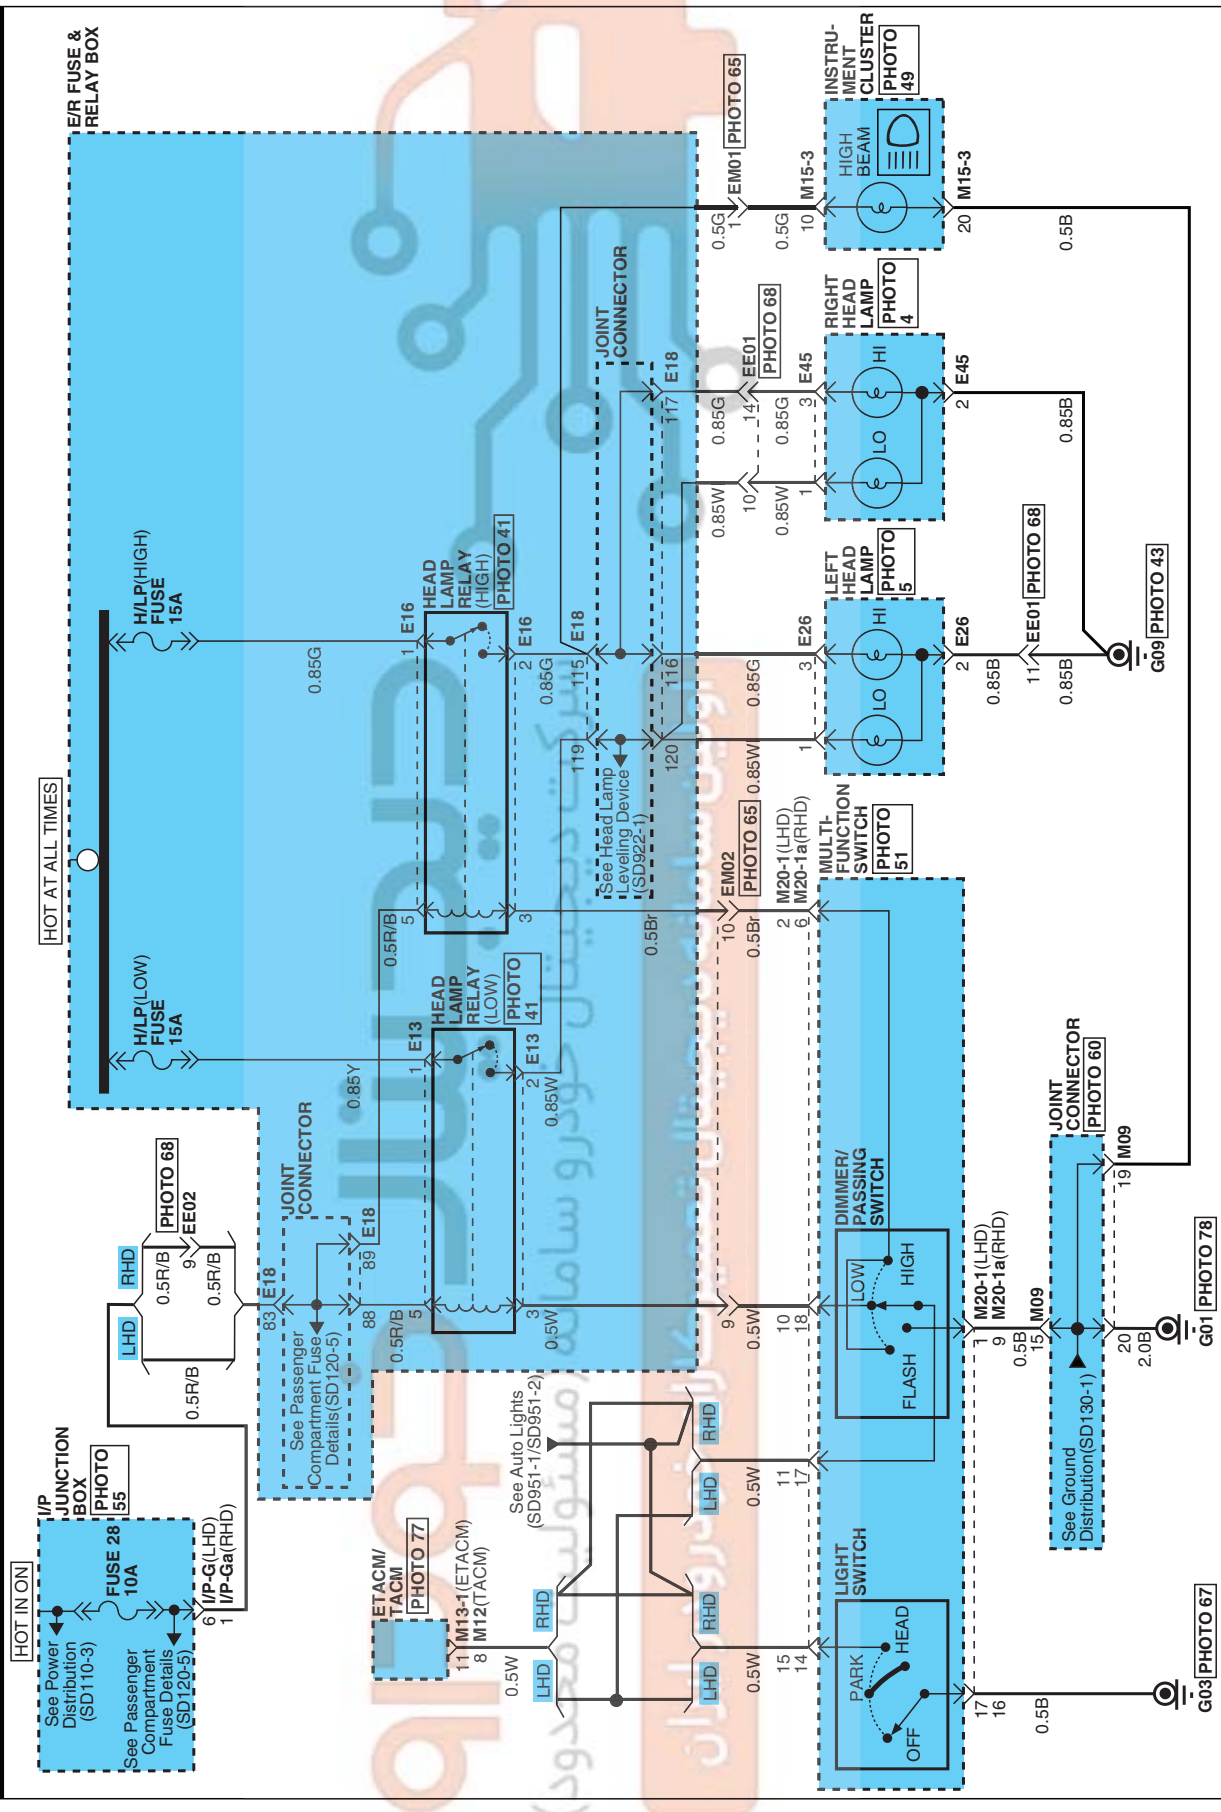 HOT IN ON
I/P
JUNCTION
BOX
PHOTO
55
See Power
Distribution
(SD110-3)
FUSE 28
10A
See Passenger
Compartment
Fuse Details
(SD120-5)
6 I/P-G(LHD)
1 I/P-Ga(RHD)
0.5R/B
LHD
RHD
0.5R/B
9
EE02
PHOTO 68
0.5R/B
HOT AT ALL TIMES
E/R FUSE &
RELAY BOX
H/LP(LOW)
FUSE
15A
H/LP(HIGH)
FUSE
15A
83
E18
JOINT
CONNECTOR
See Passenger
Compartment Fuse
Details(SD120-5)
88
89
E18
0.5R/B
0.85Y
0.5R/B
0.85G
5
1
E13
HEAD
LAMP
RELAY
(LOW)
PHOTO
41
3
2
E13
0.5W
0.85W
5
1
E16
HEAD
LAMP
RELAY
(HIGH)
PHOTO 41
3
2
E16
0.85G
119
115
E18
JOINT
CONNECTOR
See Head Lamp
Leveling Device
(SD922-1)
120
116
117
E18
0.5Br
0.85W
0.85G
0.85W
0.85G
0.5G
10
14
EE01
PHOTO 68
1
EM01
PHOTO 65
0.85W
0.85G
0.5G
ETACM/
TACM
PHOTO 77
11 M13-1(ETACM)
8 M12(TACM)
0.5W
LHD
RHD
See Auto Lights
(SD951-1/SD951-2)
LHD
RHD
LHD
RHD
0.5W
0.5W
9
10
EM02
PHOTO 65
0.5W
0.5Br
15
14
11
17
10
18
2 M20-1(LHD)
6 M20-1a(RHD)
MULTI-
FUNCTION
SWITCH
PHOTO
51
LIGHT
SWITCH
OFF
PARK
HEAD
DIMMER/
PASSING
SWITCH
FLASH
LOW
HIGH
17
16
0.5B
G03
PHOTO 67
1 M20-1(LHD)
9 M20-1a(RHD)
0.5B
15
M09
JOINT
CONNECTOR
PHOTO 60
See Ground
Distribution(SD130-1)
20
19
M09
2.0B
G01
PHOTO 78
1
3
E26
LEFT
HEAD
LAMP
PHOTO
5
LO
HI
2
E26
0.85B
11
EE01
PHOTO 68
0.85B
G09
PHOTO 43
1
3
E45
RIGHT
HEAD
LAMP
PHOTO
4
LO
HI
2
E45
0.85B
10
M15-3
INSTRU-
MENT
CLUSTER
PHOTO
49
HIGH
BEAM
20
M15-3
0.5B